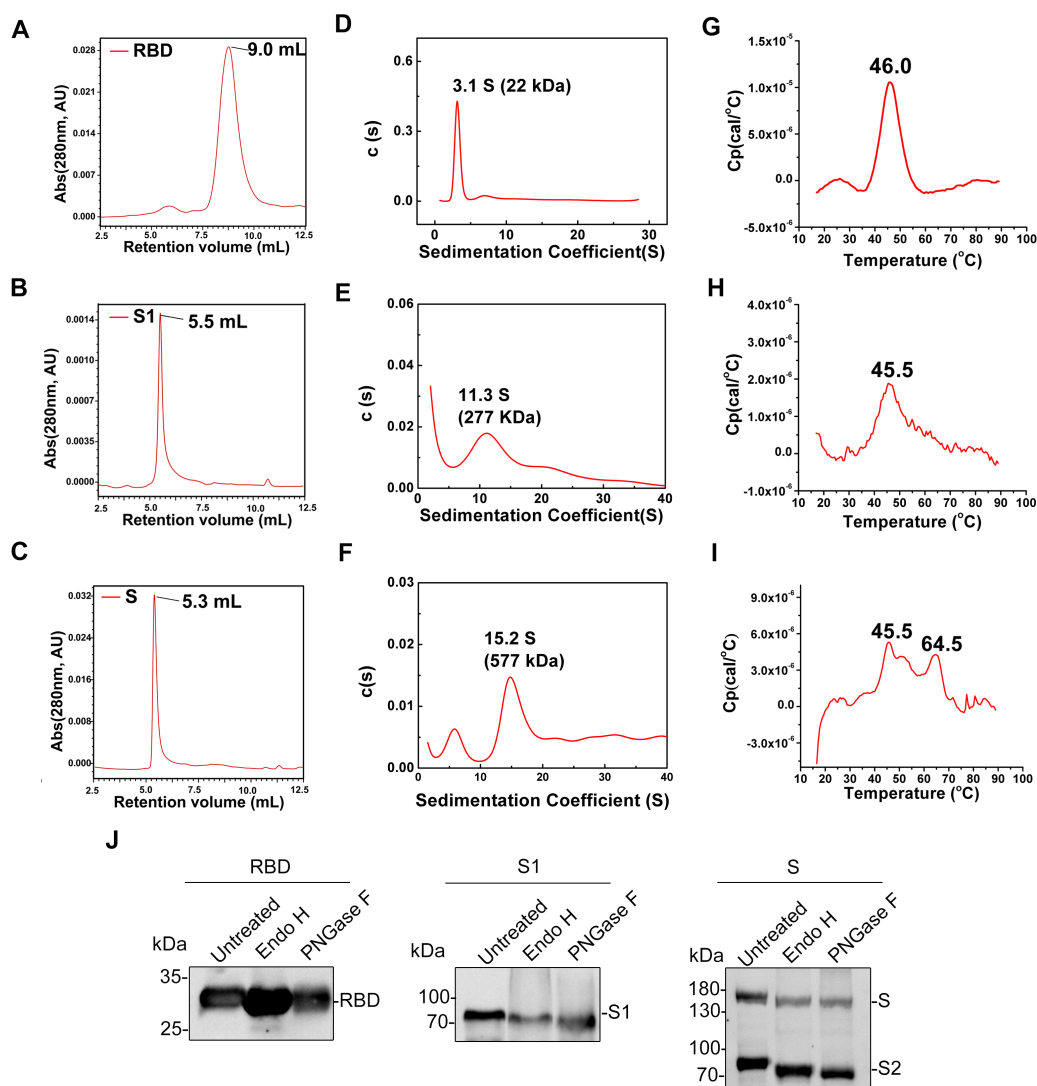 A
RBD
9.0 mL
Abs(280nm, AU)
0.028
0.021
0.014
0.007
0.000
2.5 5.0 7.5 10.0 12.5
Retention volume (mL)
D
3.1 S (22 kDa)
c (s)
0.6
0.3
0.0
0 10 20 30
Sedimentation Coefficient(S)
G
46.0
Cp(cal/°C)
1.5x10⁻⁵
1.0x10⁻⁵
5.0x10⁻⁶
0.0
-5.0x10⁻⁶
10 20 30 40 50 60 70 80 90 100
Temperature (°C)
B
S1
5.5 mL
Abs(280nm, AU)
0.0014
0.0010
0.0007
0.0035
0.0000
2.5 5.0 7.5 10.0 12.5
Retention volume (mL)
E
11.3 S
(277 KDa)
c (s)
0.06
0.04
0.02
0.00
0 10 20 30 40
Sedimentation Coefficient(S)
H
45.5
Cp(cal/°C)
4.0x10⁻⁶
3.0x10⁻⁶
2.0x10⁻⁶
1.0x10⁻⁶
0.0
-1.0x10⁻⁶
10 20 30 40 50 60 70 80 90 100
Temperature (°C)
C
S
5.3 mL
Abs(280nm, AU)
0.032
0.024
0.016
0.008
0.000
2.5 5.0 7.5 10.0 12.5
Retention volume (mL)
F
15.2 S
(577 kDa)
c(s)
0.03
0.02
0.01
0.00
0 10 20 30 40
Sedimentation Coefficient (S)
I
45.5
64.5
Cp(cal/°C)
9.0x10⁻⁶
6.0x10⁻⁶
3.0x10⁻⁶
0.0
-3.0x10⁻⁶
10 20 30 40 50 60 70 80 90 100
Temperature (°C)
J
RBD
Untreated
Endo H
PNGase F
kDa
35-
25-
-RBD
S1
Untreated
Endo H
PNGase F
kDa
100-
70-
-S1
S
Untreated
Endo H
PNGase F
kDa
180-
130-
100-
70-
-S
-S2